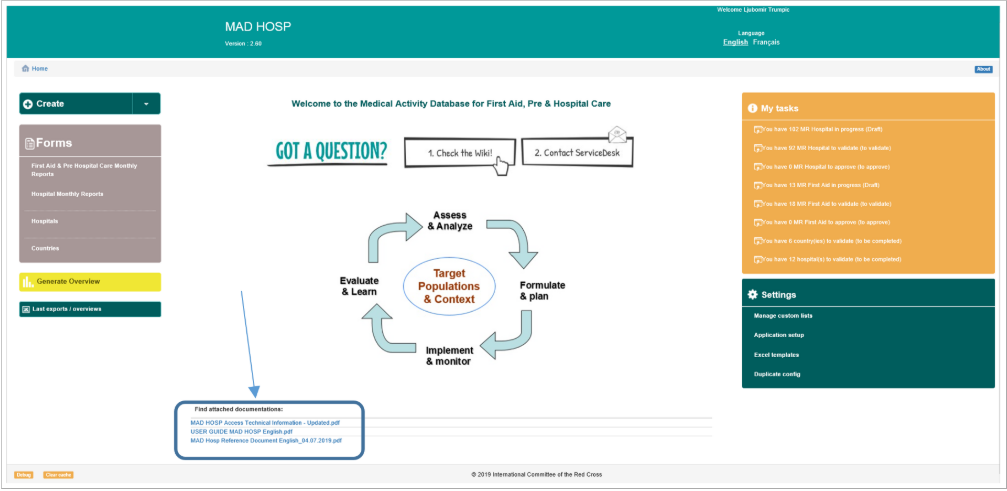 Welcome Ljubomir Trumpic
MAD HOSP
Version : 2.60
Language
English Français
Home
About
Create
Forms
First Aid & Pre Hospital Care Monthly
Reports
Hospital Monthly Reports
Hospitals
Countries
Generate Overview
Last exports / overviews
Welcome to the Medical Activity Database for First Aid, Pre & Hospital Care
GOT A QUESTION?
1. Check the Wiki!
2. Contact ServiceDesk
Assess
& Analyze
Target
Populations
& Context
Evaluate
& Learn
Formulate
& plan
Implement
& monitor
Find attached documentations:
MAD HOSP Access Technical Information - Updated.pdf
USER GUIDE MAD HOSP English.pdf
MAD Hosp Reference Document English_04.07.2019.pdf
My tasks
You have 102 MR Hospital in progress (Draft)
You have 82 MR Hospital to validate (to validate)
You have MR Hospital to approve (to approve)
You have 13 MR First Aid in progress (Draft)
You have 18 MR First Aid to validate (to validate)
You have MR First Aid to approve (to approve)
You have country(ies) to validate (to be completed)
You have 12 hospital(s) to validate (to be completed)
Settings
Manage custom lists
Application setup
Excel templates
Duplicate config
Debug
Clear cache
© 2019 International Committee of the Red Cross